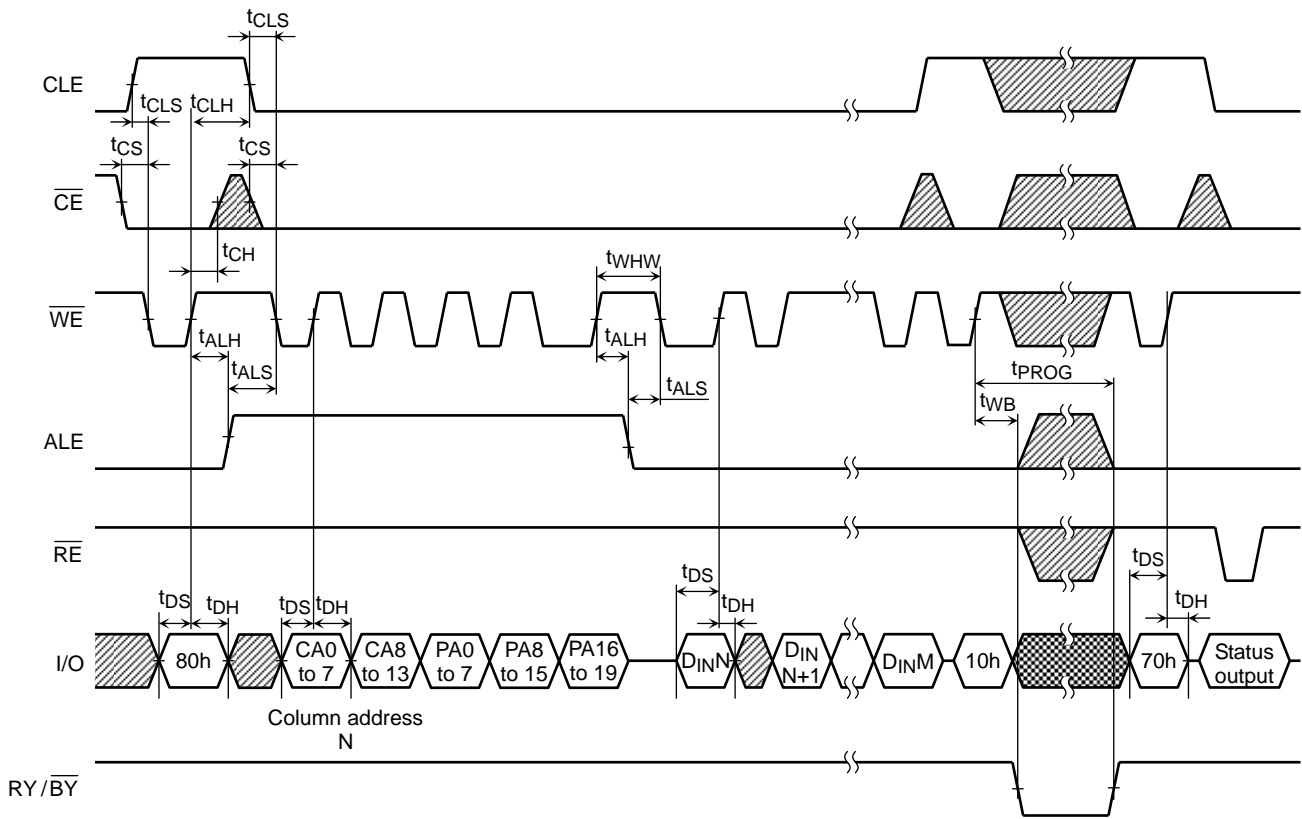 tCLS
CLE
tCLS tCLH
tCS tCS
CE
tCH
tWHW
WE
tALH tALH
tALS tALS
tPROG
tWB
ALE
RE
tDS tDH tDS tDH tDS tDH tDS tDH
I/O 80h CA0 to 7 CA8 to 13 PA0 to 7 PA8 to 15 PA16 to 19 DINN DIN N+1 DINM 10h 70h Status output
Column address
N
RY/BY